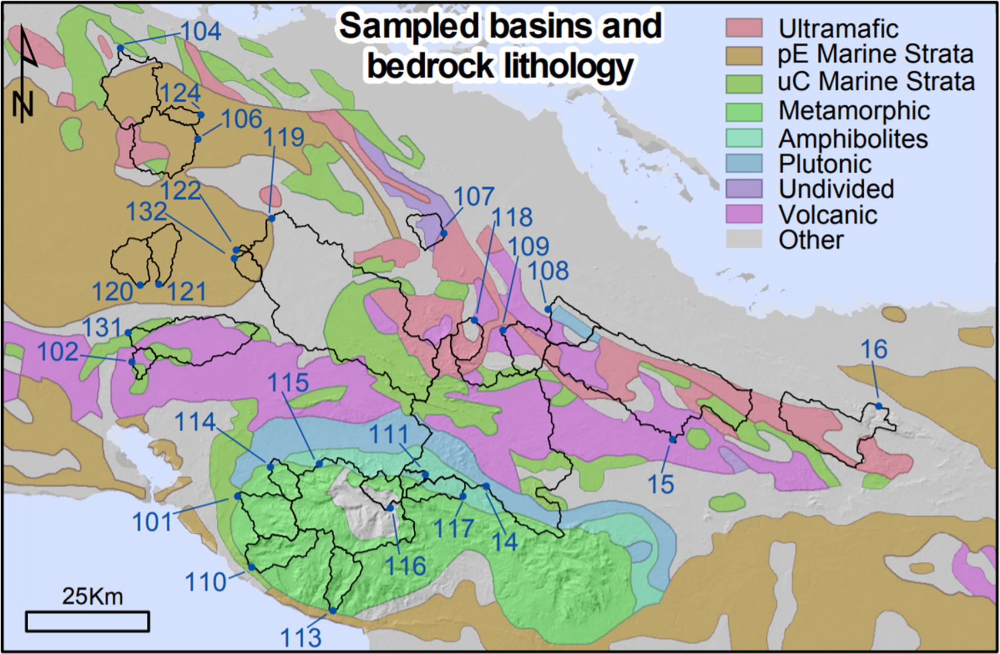 Sampled basins and
bedrock lithology
Ultramafic
pE Marine Strata
uC Marine Strata
Metamorphic
Amphibolites
Plutonic
Undivided
Volcanic
Other
N
104
124
106
119
122
132
107
118
109
108
120
121
131
102
16
115
114
111
15
101
117
14
116
110
113
25Km